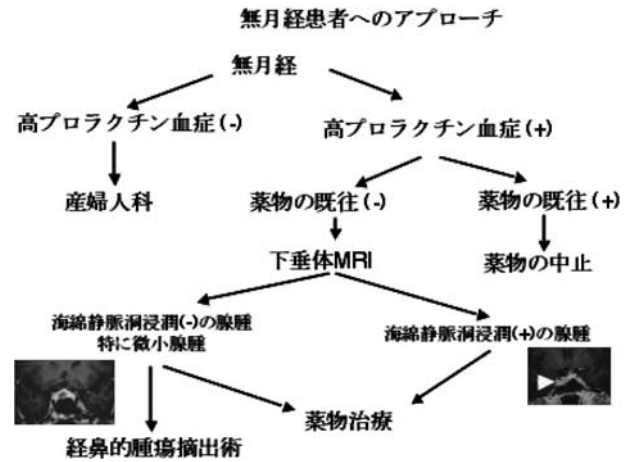 無月経患者へのアプローチ
無月経
高プロラクチン血症(-)
高プロラクチン血症(+)
産婦人科
薬物の既往(-)
薬物の既往(+)
下垂体MRI
薬物の中止
海綿静脈洞浸潤(-)の腺腫
特に微小腺腫
海綿静脈洞浸潤(+)の腺腫
薬物治療
経鼻的腫瘍摘出術